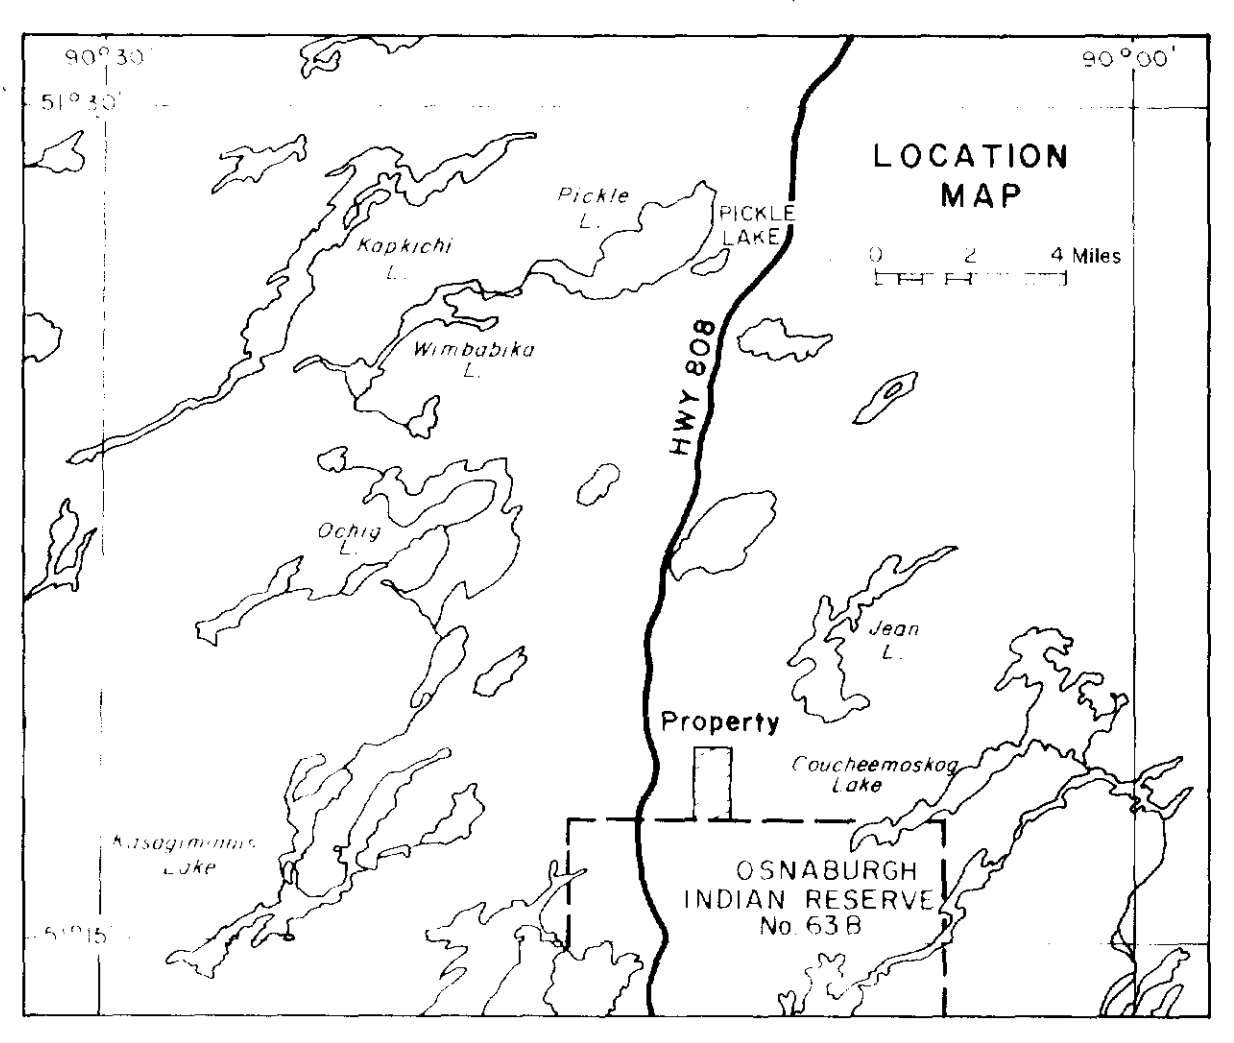 90°30'
90°00'
51°30'
LOCATION
MAP
0 2 4 Miles
Pickle
L.
PICKLE
LAKE
Kapkichi
L.
Wimbabika
L.
HWY 808
Ochig
L.
Jean
L.
Property
Coucheemoskog
Lake
Lake
OSNABURGH
INDIAN RESERVE
No. 63B
51°15'